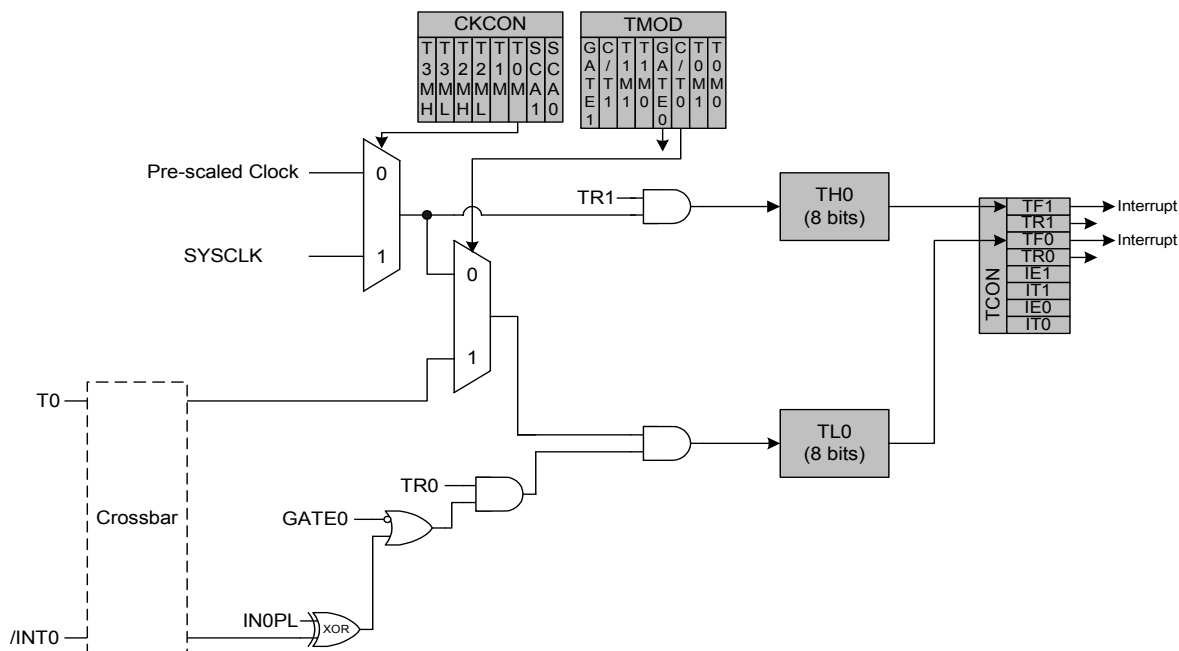 CKCON
T3MH
T3ML
T2MH
T2ML
T1M
T0M
SCA1
SCA0
TMOD
GATE1
C/T1
T1M1
T1M0
GATE0
C/T0
T0M1
T0M0
Pre-scaled Clock
0
SYSCLK
1
TR1
TH0
(8 bits)
TCON
TF1
TR1
TF0
TR0
IE1
IT1
IE0
IT0
Interrupt
Interrupt
0
1
T0
Crossbar
/INT0
TL0
(8 bits)
TR0
GATE0
IN0PL
XOR